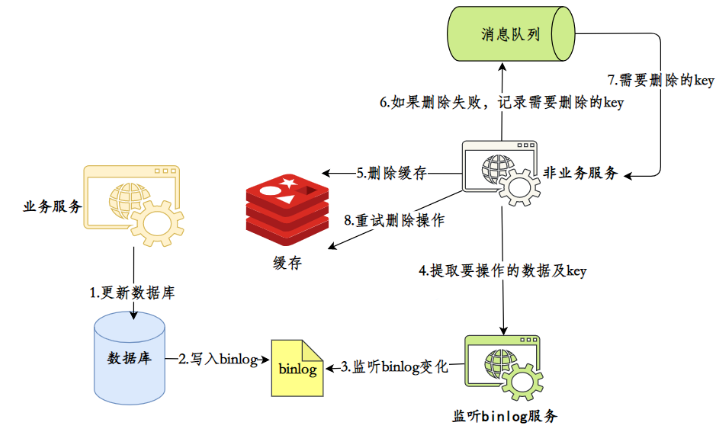 消息队列
7.需要删除的key
6.如果删除失败，记录需要删除的key
5.删除缓存
非业务服务
业务服务
8.重试删除操作
缓存
4.提取要操作的数据及key
1.更新数据库
数据库
2.写入binlog
binlog
3.监听binlog变化
监听binlog服务